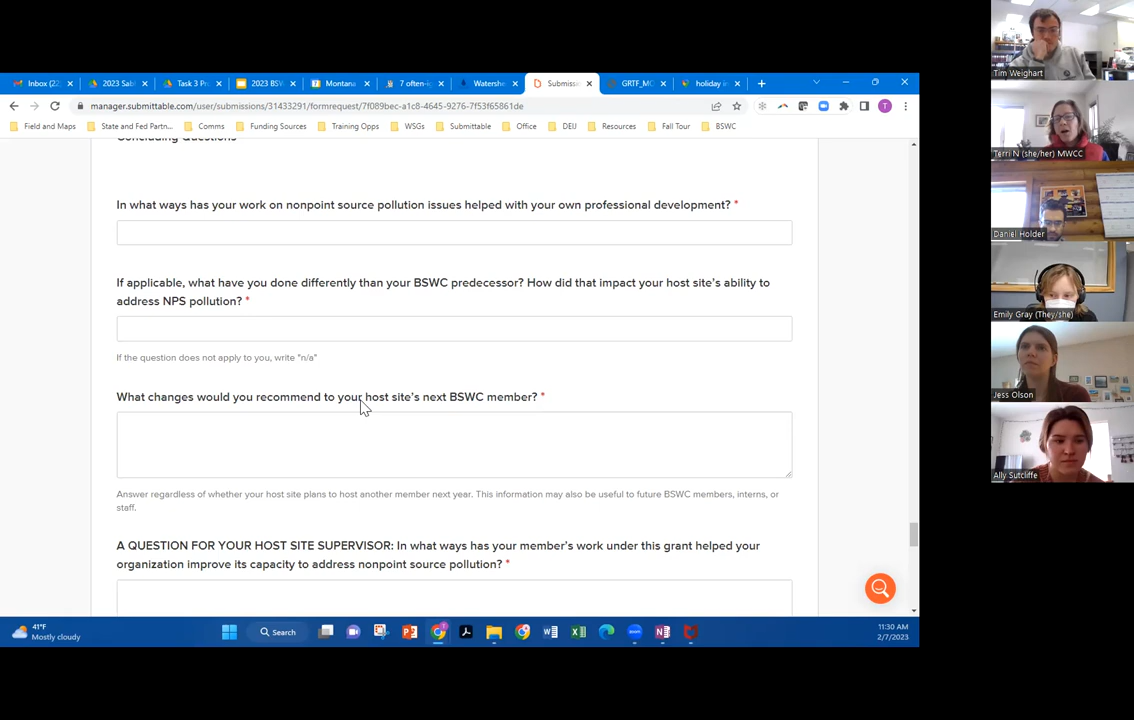 Inbox (22
2023 Sab
Task 3 Pr
2023 BSW
Montana
7 often-ig
Watershe
Submissi
GRTF_MC
holiday in
manager.submittable.com/user/submissions/31433291/formrequest/7f089bec-a1c8-4645-9276-7f53f65861de
T
Field and Maps
State and Fed Partn...
Comms
Funding Sources
Training Opps
WSGs
Submittable
Office
DEU
Resources
Fall Tour
BSWC
Concluding Questions
In what ways has your work on nonpoint source pollution issues helped with your own professional development? *
If applicable, what have you done differently than your BSWC predecessor? How did that impact your host site's ability to
address NPS pollution? *
If the question does not apply to you, write "n/a"
What changes would you recommend to your host site's next BSWC member? *
Answer regardless of whether your host site plans to host another member next year. This information may also be useful to future BSWC members, interns, or
staff.
A QUESTION FOR YOUR HOST SITE SUPERVISOR: In what ways has your member's work under this grant helped your
organization improve its capacity to address nonpoint source pollution? *
41°F
Mostly cloudy
Search
11:30 AM
2/7/2023
Tim Weighart
Terri N (she/her) MWCC
Daniel Holder
Emily Gray (They/she)
Jess Olson
Ally Sutcliffe